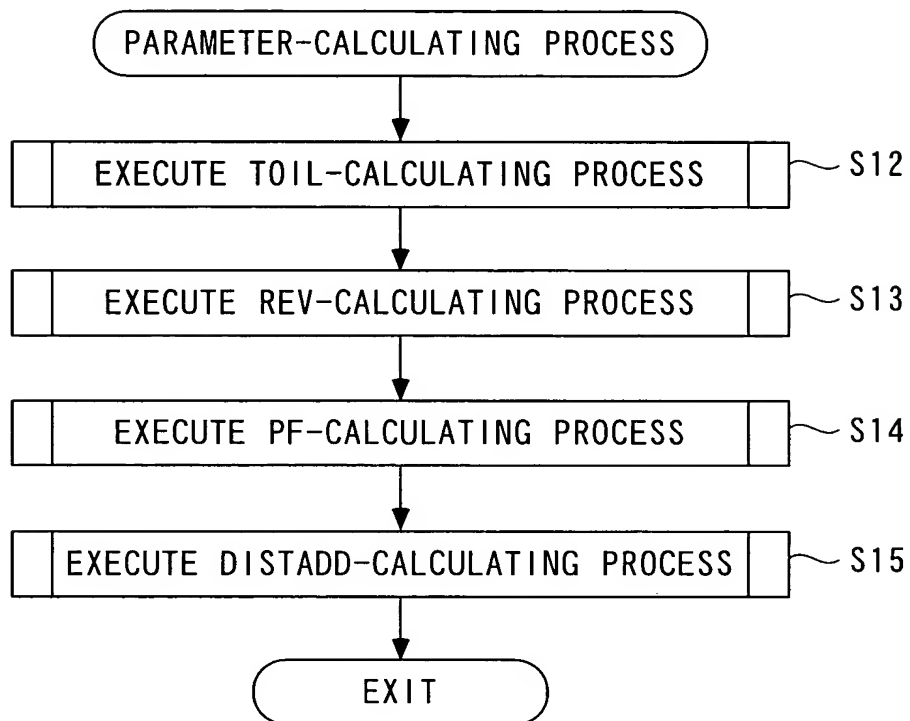 PARAMETER-CALCULATING PROCESS
EXECUTE TOIL-CALCULATING PROCESS
S12
EXECUTE REV-CALCULATING PROCESS
S13
EXECUTE PF-CALCULATING PROCESS
S14
EXECUTE DISTADD-CALCULATING PROCESS
S15
EXIT